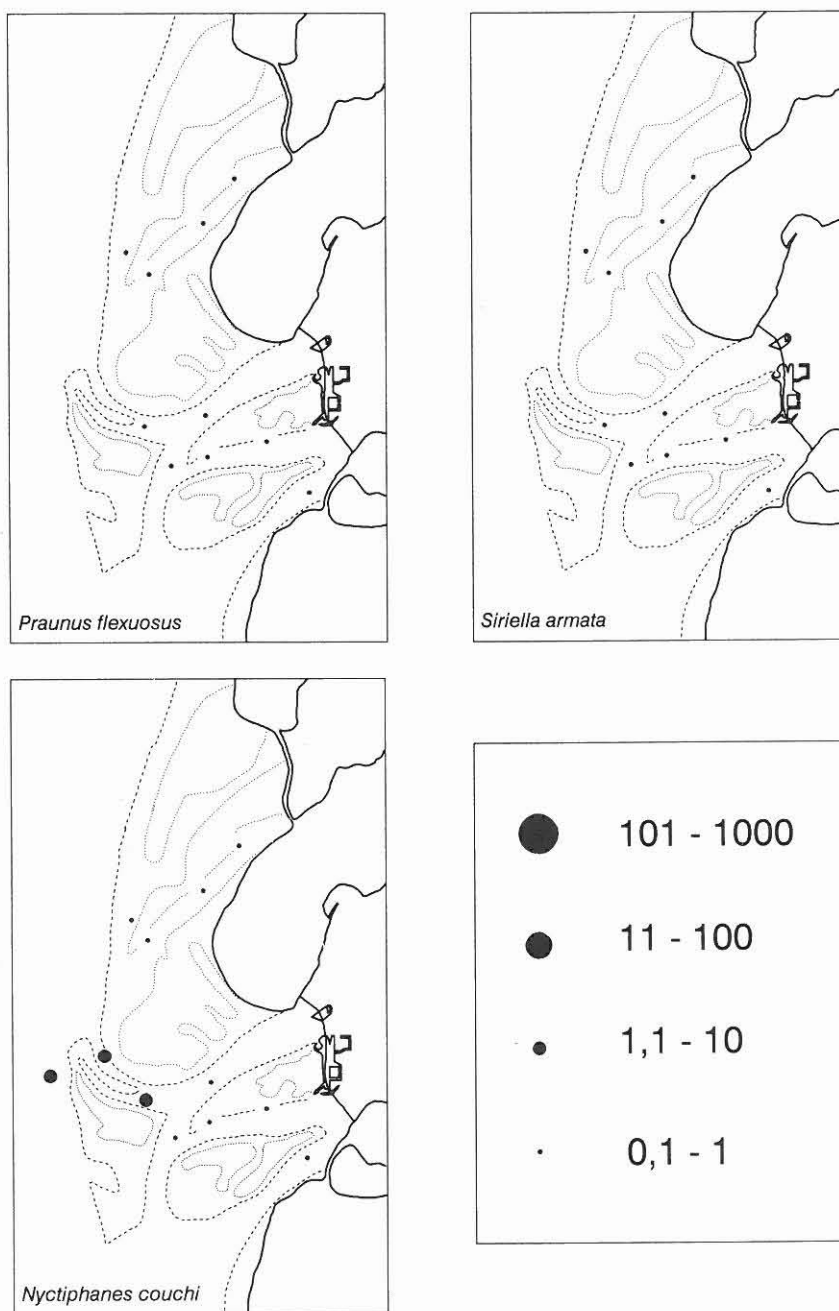 Praunus flexuosus
Siriella armata
Nyctiphanes couchi
101 - 1000
11 - 100
1,1 - 10
0,1 - 1